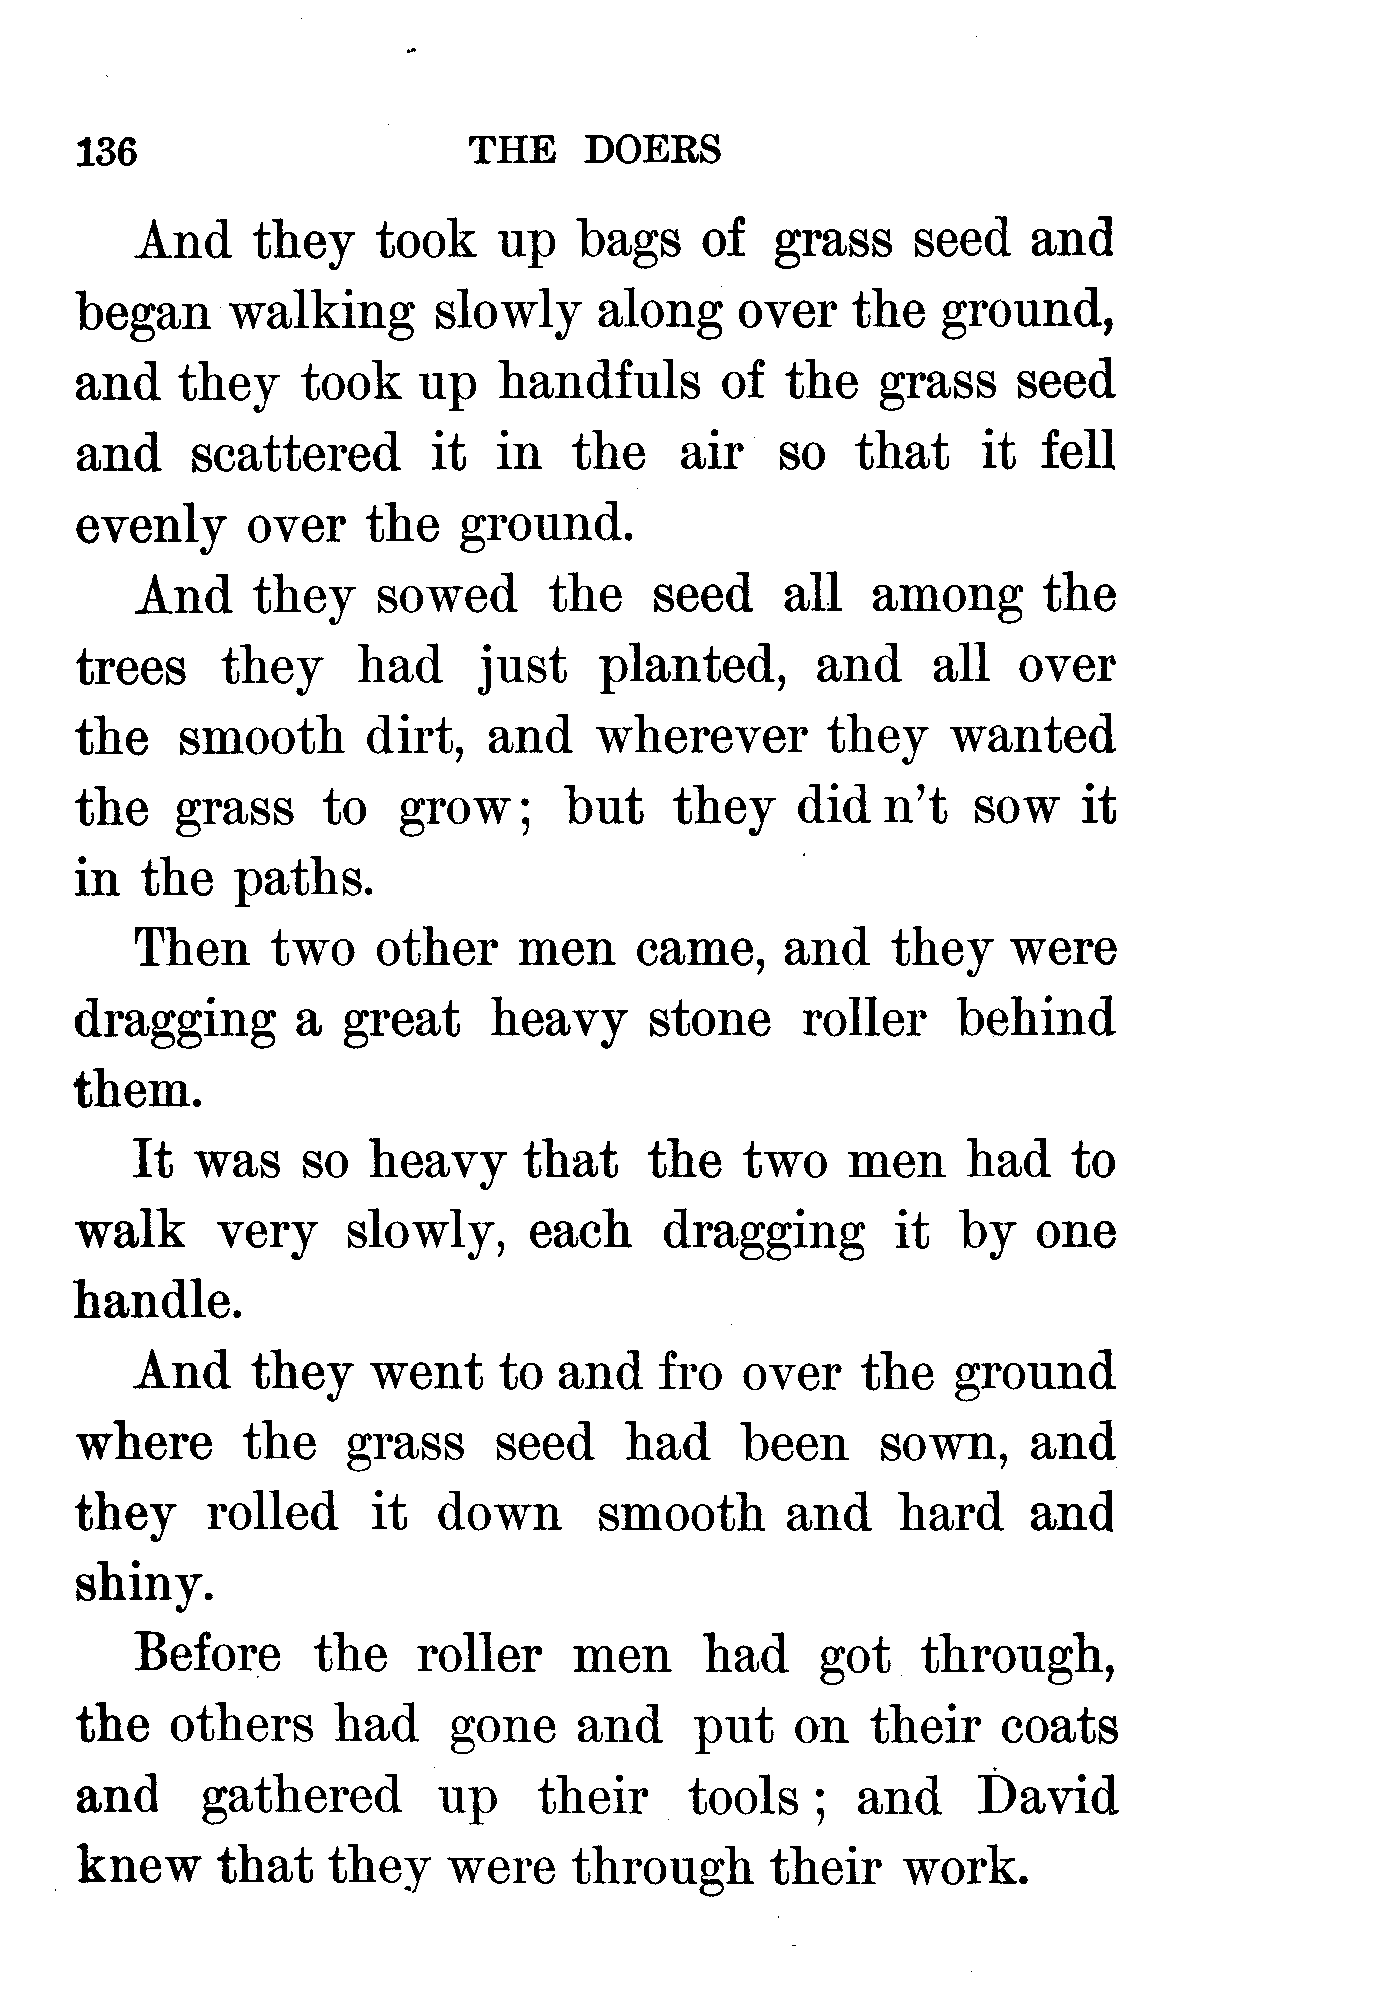 136 THE DOERS
And they took up bags of grass seed and
began walking slowly along over the ground,
and they took up handfuls of the grass seed
and scattered it in the air so that it fell
evenly over the ground.
And they sowed the seed all among the
trees they had just planted, and all over
the smooth dirt, and wherever they wanted
the grass to grow; but they did n't sow it
in the paths.
Then two other men came, and they were
dragging a great heavy stone roller behind
them.
It was so heavy that the two men had to
walk very slowly, each dragging it by one
handle.
And they went to and fro over the ground
where the grass seed had been sown, and
they rolled it down smooth and hard and
shiny.
Before the roller men had got through,
the others had gone and put on their coats
and gathered up their tools ; and David
knew that they were through their work.